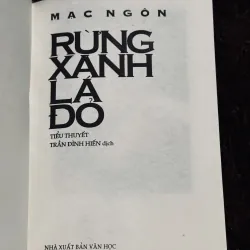 MẠC NGÔN
RỪNG
XANH
LÁ
ĐỎ
TIỂU THUYẾT
TRẦN ĐÌNH HIẾN dịch
NHÀ XUẤT BẢN VĂN HỌC